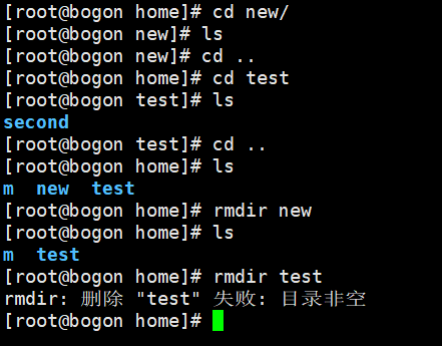 [root@bogon home]# cd new/
[root@bogon new]# ls
[root@bogon new]# cd ..
[root@bogon home]# cd test
[root@bogon test]# ls
second
[root@bogon test]# cd ..
[root@bogon home]# ls
m  new  test
[root@bogon home]# rmdir new
[root@bogon home]# ls
m  test
[root@bogon home]# rmdir test
rmdir: 删除 "test" 失败: 目录非空
[root@bogon home]#